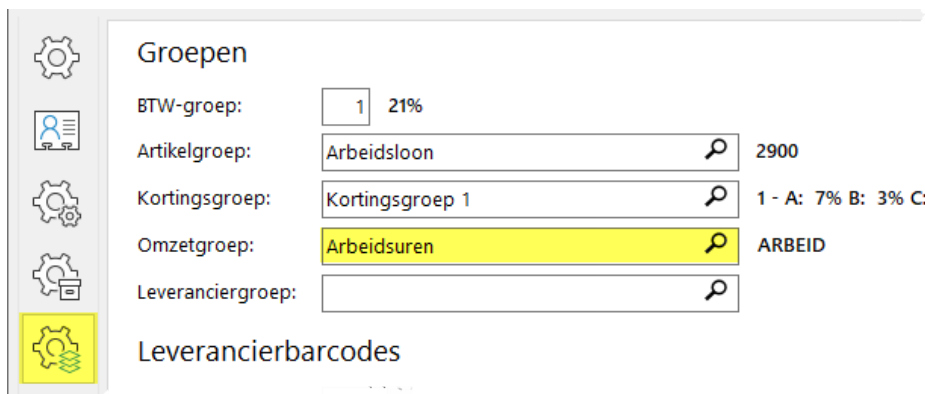 Groepen
BTW-groep: 1 21%
Artikelgroep: Arbeidsloon 2900
Kortingsgroep: Kortingsgroep 1 1 - A: 7% B: 3% C:
Omzetgroep: Arbeidsuren ARBEID
Leveranciergroep:
Leverancierbarcodes